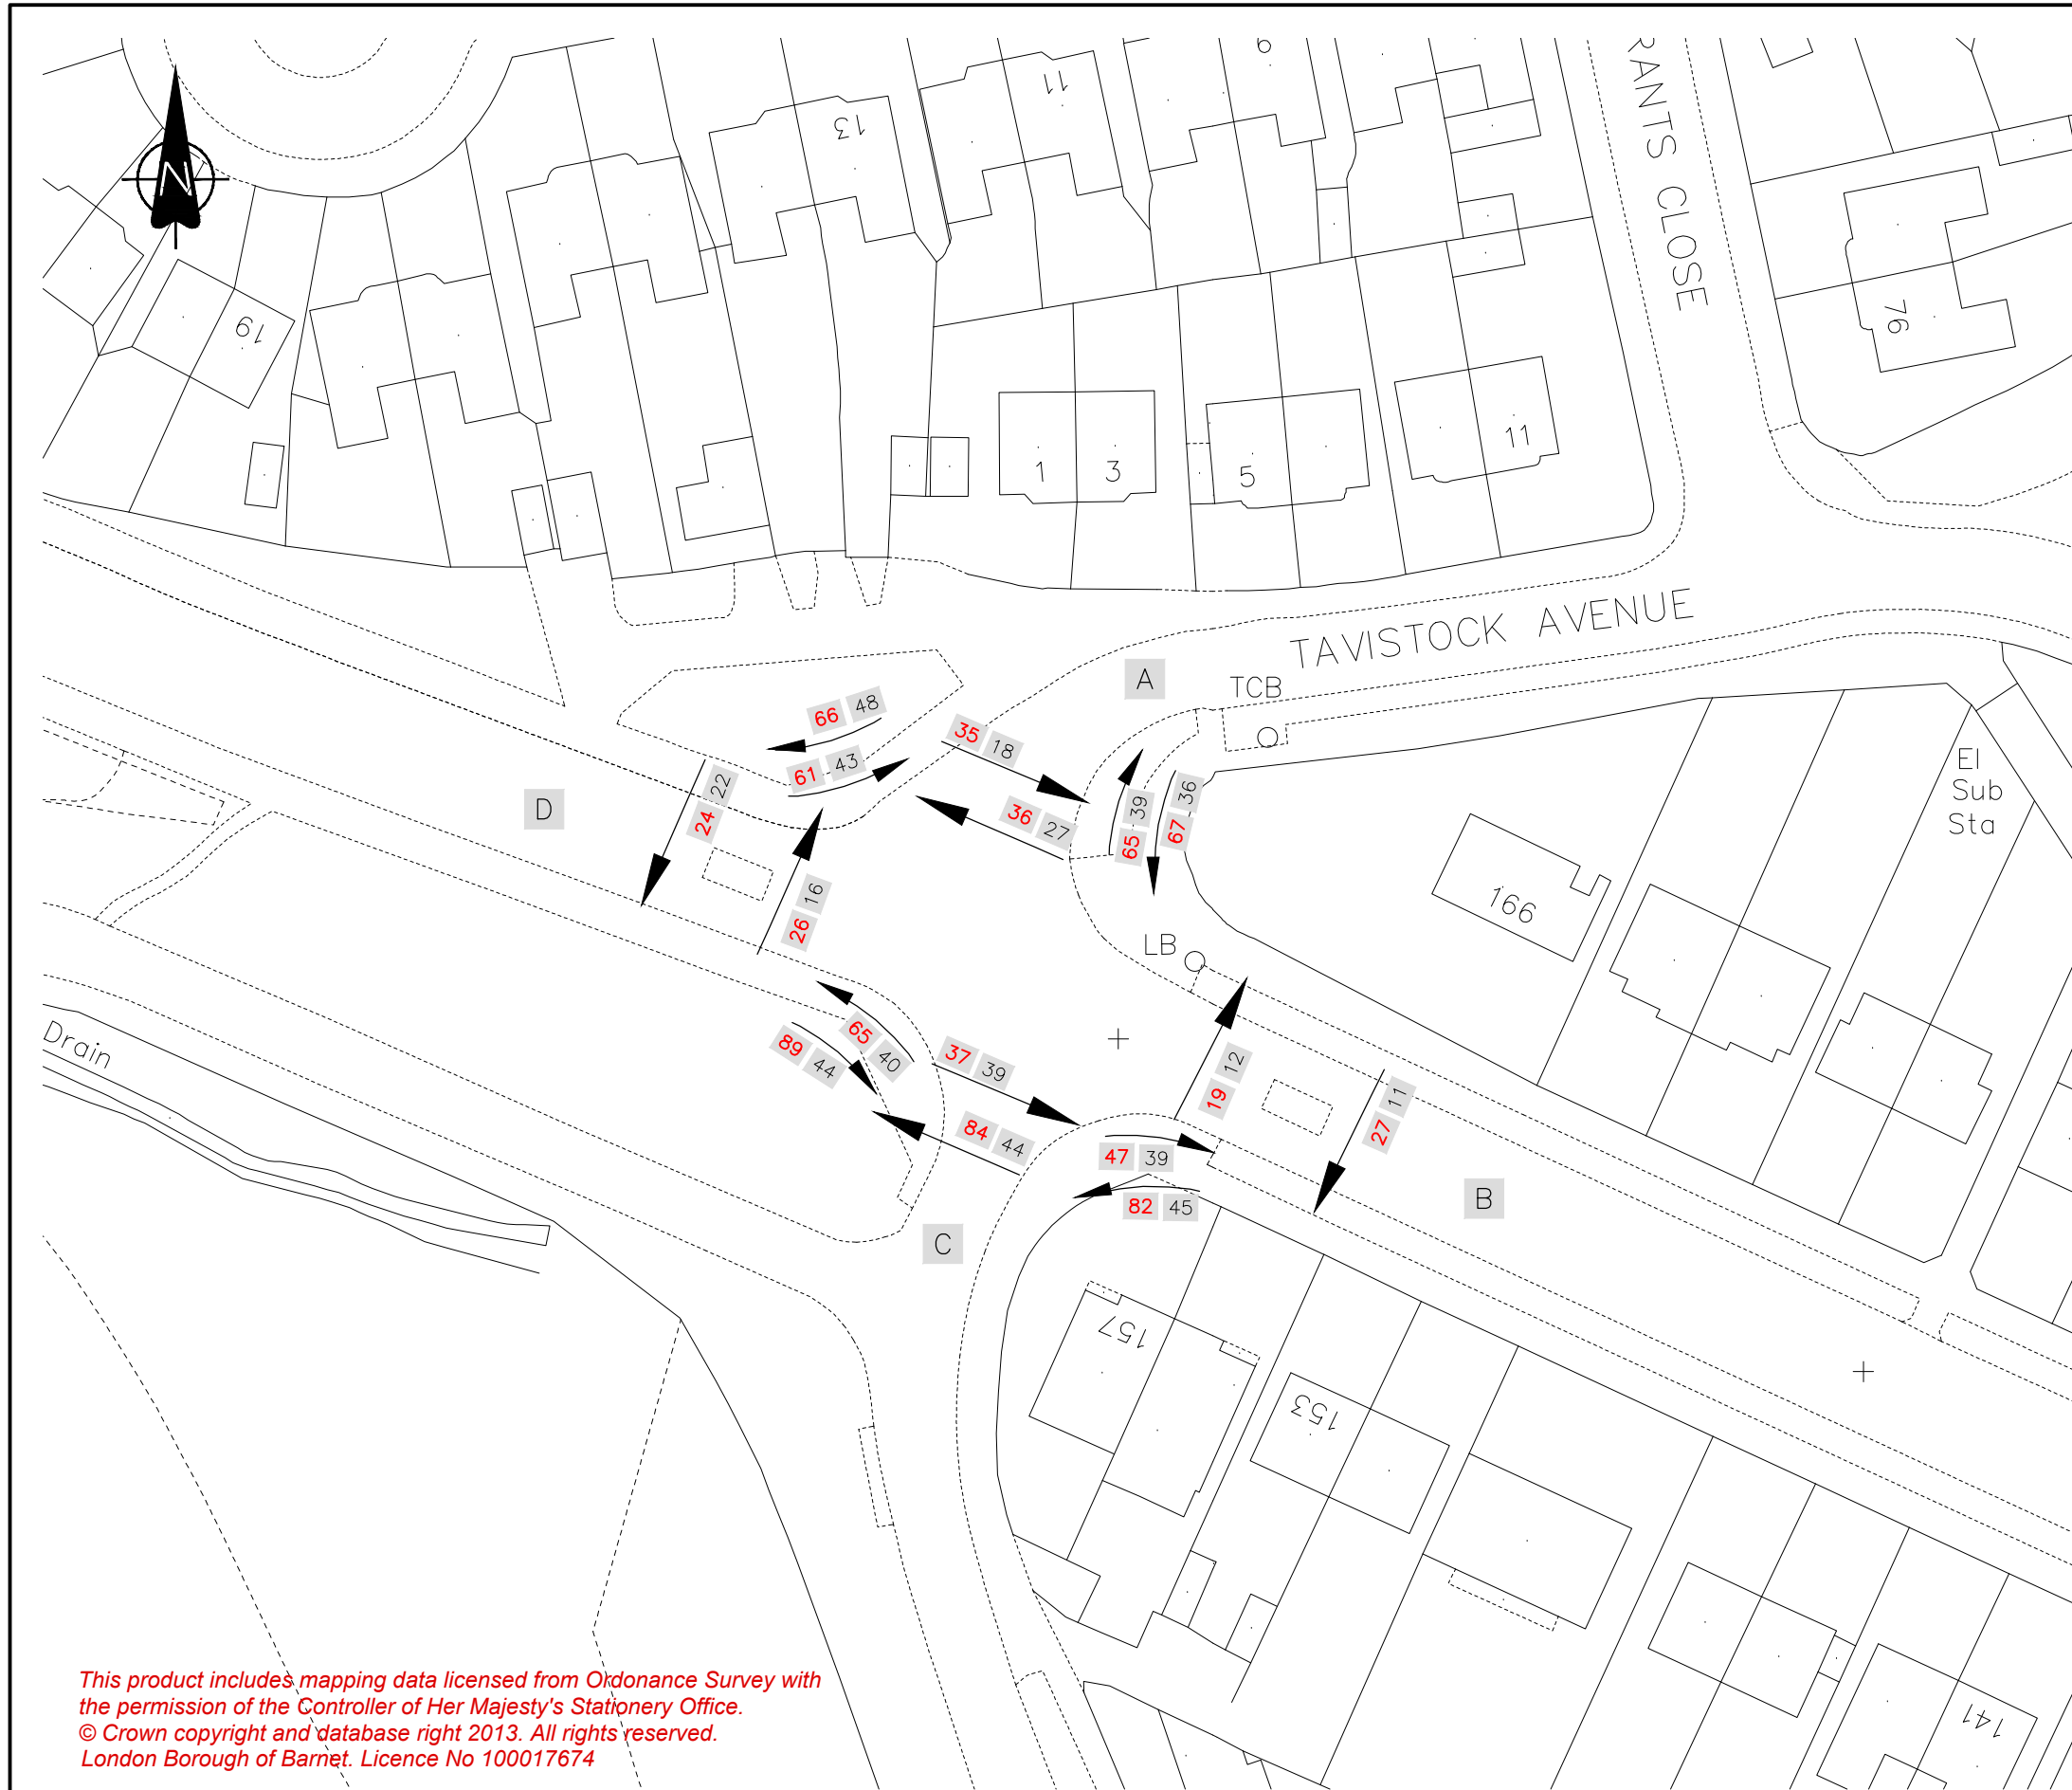 N
13
11
9
RANTS CLOSE
19
76
1
3
5
11
TAVISTOCK AVENUE
A
TCB
66 48
35 18
61 43
El
Sub
Sta
D
24 22
36 27
65 39
67 36
26 16
166
LB
Drain
89 44
65 40
37 39
19 12
27 11
84 44
47 39
82 45
B
C
157
153
141
This product includes mapping data licensed from Ordonance Survey with
the permission of the Controller of Her Majesty's Stationery Office.
© Crown copyright and database right 2013. All rights reserved.
London Borough of Barnet. Licence No 100017674